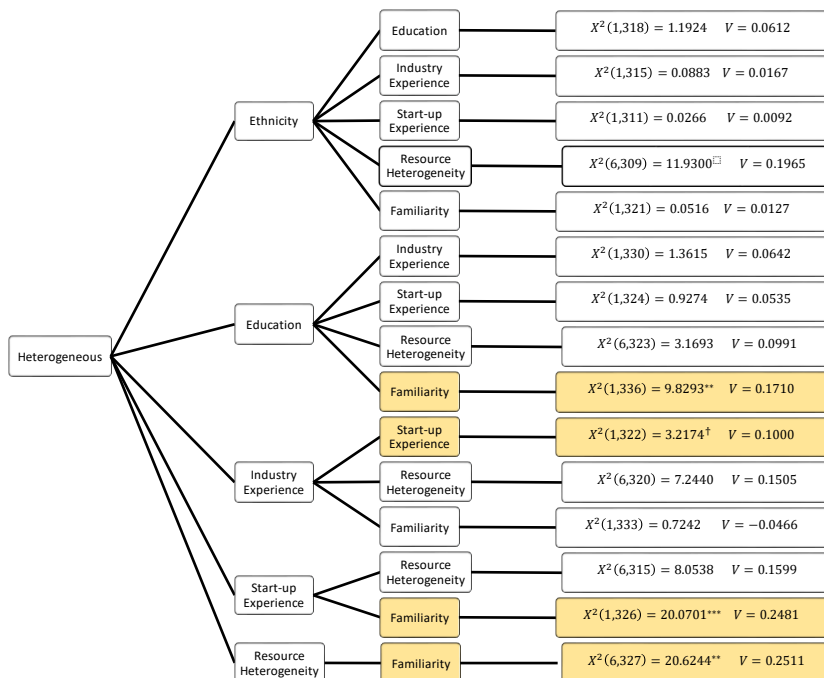 Heterogeneous
Ethnicity
Education
X²(1,318) = 1.1924 V = 0.0612
Industry
Experience
X²(1,315) = 0.0883 V = 0.0167
Start-up
Experience
X²(1,311) = 0.0266 V = 0.0092
Resource
Heterogeneity
X²(6,309) = 11.9300 V = 0.1965
Familiarity
X²(1,321) = 0.0516 V = 0.0127
Education
Industry
Experience
X²(1,330) = 1.3615 V = 0.0642
Start-up
Experience
X²(1,324) = 0.9274 V = 0.0535
Resource
Heterogeneity
X²(6,323) = 3.1693 V = 0.0991
Familiarity
X²(1,336) = 9.8293** V = 0.1710
Industry
Experience
Start-up
Experience
X²(1,322) = 3.2174† V = 0.1000
Resource
Heterogeneity
X²(6,320) = 7.2440 V = 0.1505
Familiarity
X²(1,333) = 0.7242 V = −0.0466
Start-up
Experience
Resource
Heterogeneity
X²(6,315) = 8.0538 V = 0.1599
Familiarity
X²(1,326) = 20.0701*** V = 0.2481
Resource
Heterogeneity
Familiarity
X²(6,327) = 20.6244** V = 0.2511